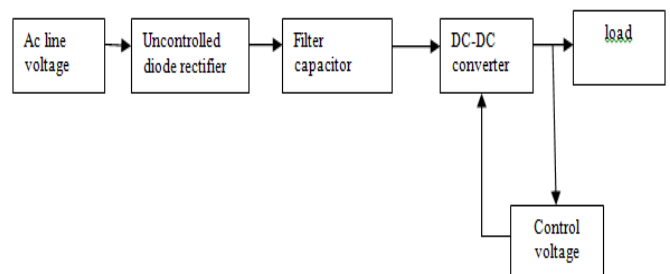 Ac line
voltage
Uncontrolled
diode rectifier
Filter
capacitor
DC-DC
converter
load
Control
voltage